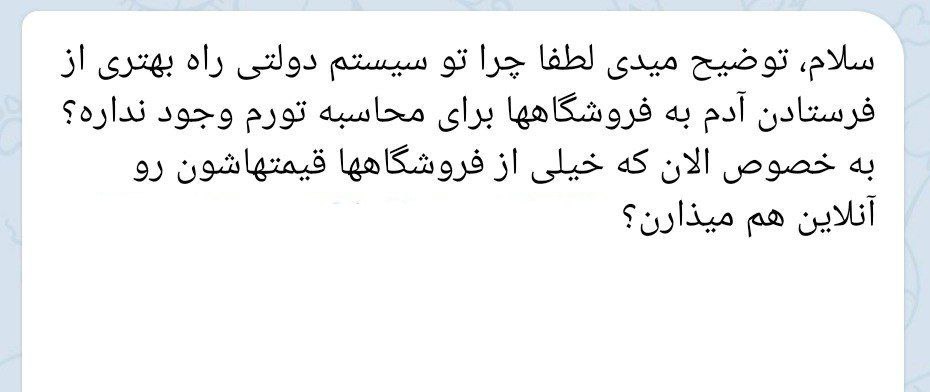 سلام، توضیح میدی لطفا چرا تو سیستم دولتی راه بهتری از
فرستادن آدم به فروشگاهها برای محاسبه تورم وجود نداره؟
به خصوص الان که خیلی از فروشگاهها قیمتهاشون رو
آنلاین هم میذارن؟